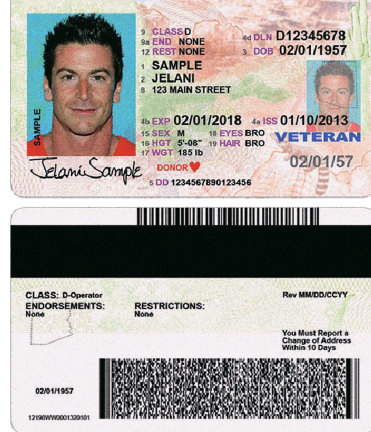 9 CLASS D
9a END NONE
12 REST NONE
4d DLN D12345678
3 DOB 02/01/1957
1 SAMPLE
2 JELANI
8 123 MAIN STREET
4b EXP 02/01/2018 4a ISS 01/10/2013
15 SEX M 18 EYES BRO
16 HGT 5'-08" 19 HAIR BRO
17 WGT 185 lb
VETERAN
DONOR
02/01/57
SAMPLE
Jelani Sample
5 DD 1234567890123456
CLASS: D-Operator
ENDORSEMENTS:
None
RESTRICTIONS:
None
Rev MM/DD/CCYY
You Must Report a
Change of Address
Within 10 Days
02/01/1957
12198WW0001320101